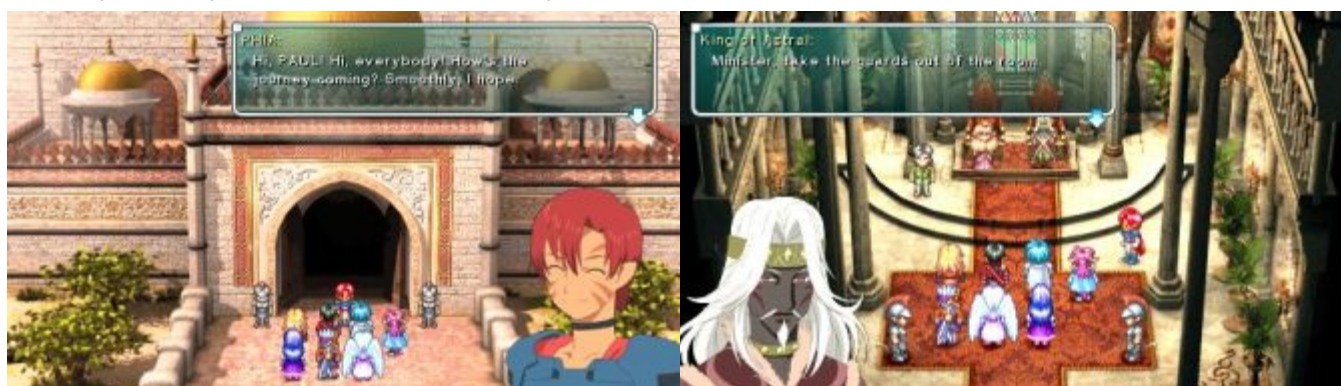 PHIA:
Hi, PAUL! Hi, everybody! How's the
journey coming? Smoothly, I hope.
King of Astral:
Minister, take the guards out of the room.